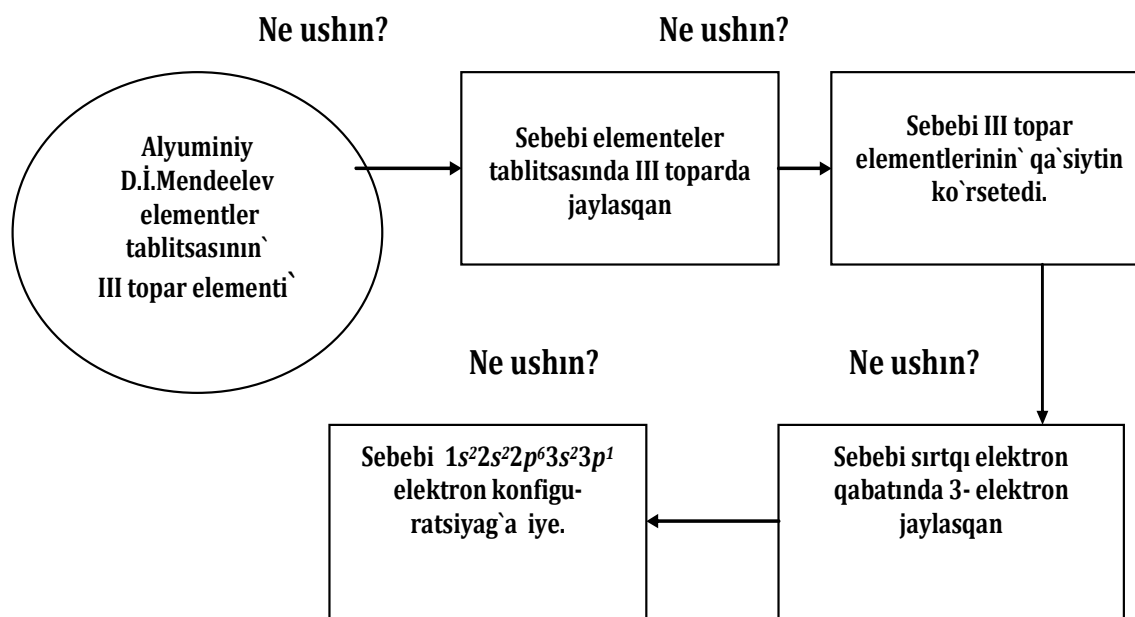 Ne ushın?
Ne ushın?
Alyuminiy
D.İ.Mendeelev
elementler
tablitsasının`
III topar elementi`
Sebebi elementeler
tablitsasında III toparda
jaylasqan
Sebebi III topar
elementlerinin` qa`siytin
ko`rsetedi.
Ne ushın?
Ne ushın?
Sebebi sırtqı elektron
qabatında 3- elektron
jaylasqan
Sebebi 1s²2s²2p⁶3s²3p¹
elektron konfigu-
ratsiyag`a iye.